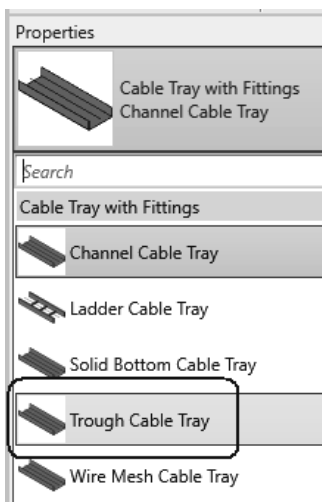 Properties
Cable Tray with Fittings
Channel Cable Tray
Search
Cable Tray with Fittings
Channel Cable Tray
Ladder Cable Tray
Solid Bottom Cable Tray
Trough Cable Tray
Wire Mesh Cable Tray